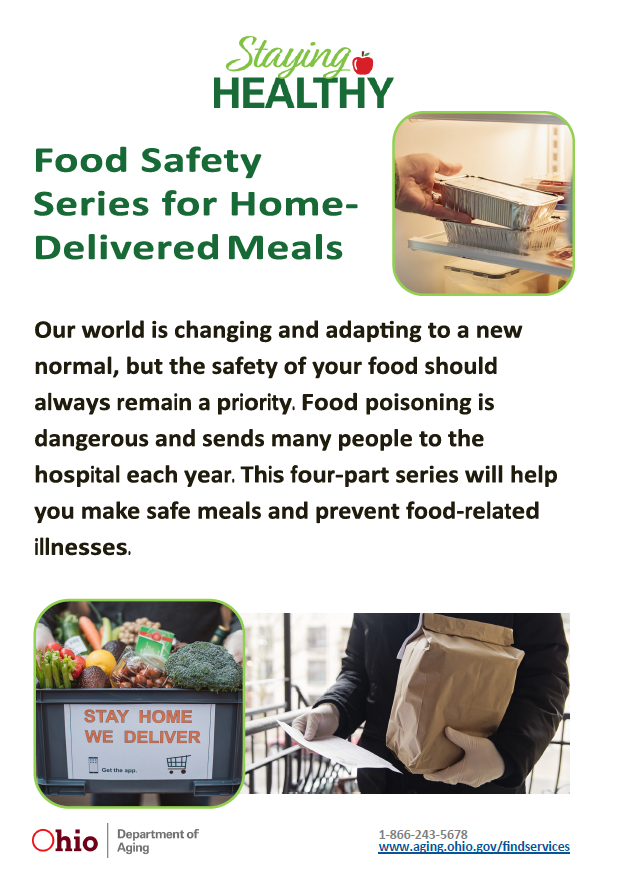 Staying
HEALTHY
Food Safety
Series for Home-
Delivered Meals
Our world is changing and adapting to a new
normal, but the safety of your food should
always remain a priority. Food poisoning is
dangerous and sends many people to the
hospital each year. This four-part series will help
you make safe meals and prevent food-related
illnesses.
STAY HOME
WE DELIVER
Get the app.
Ohio
Department of
Aging
1-866-243-5678
www.aging.ohio.gov/findservices